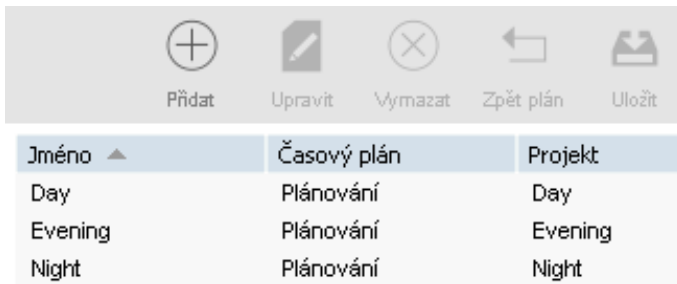 Přidat Upravit Vymazat Zpět plán Uložit
Jméno Časový plán Projekt
Day Plánování Day
Evening Plánování Evening
Night Plánování Night